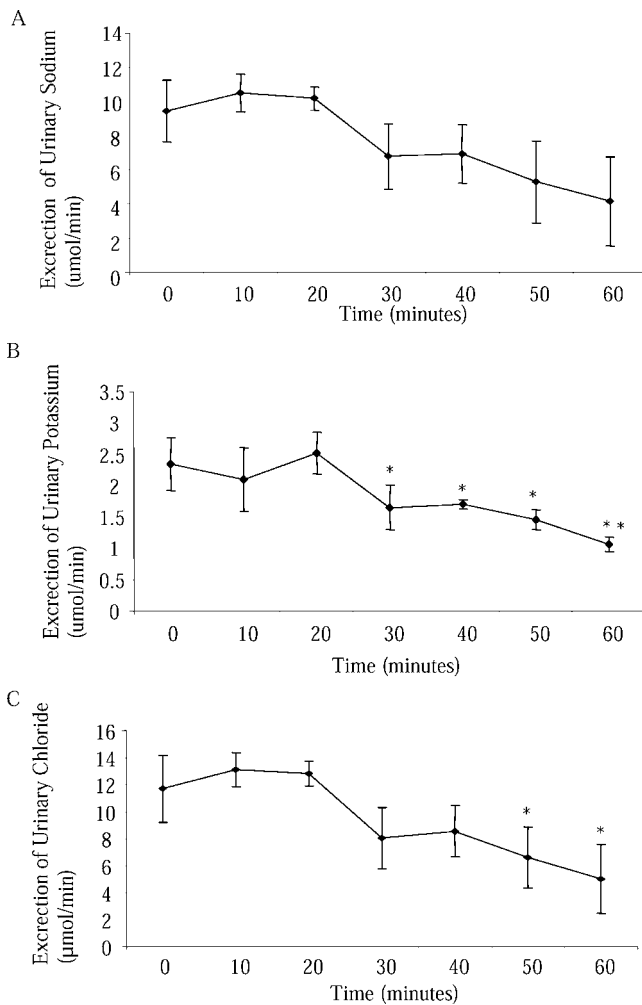 A
Excrection of Urinary Sodium
(umol/min)
14
12
10
8
6
4
2
0
0 10 20 30 40 50 60
Time (minutes)
B
Excrection of Urinary Potassium
(umol/min)
3.5
3
2.5
2
1.5
1
0.5
0
* * * * *
0 10 20 30 40 50 60
Time (minutes)
C
Excrection of Urinary Chloride
(µmol/min)
16
14
12
10
8
6
4
2
0
* *
0 10 20 30 40 50 60
Time (minutes)